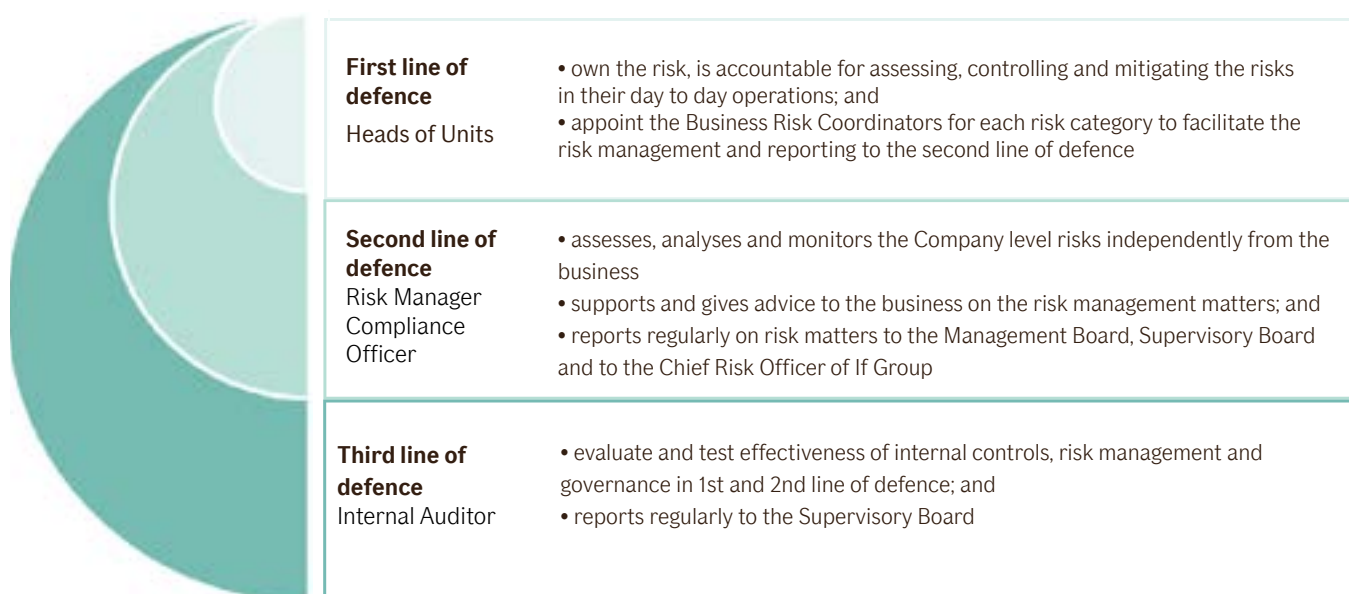 First line of
defence
Heads of Units
• own the risk, is accountable for assessing, controlling and mitigating the risks
in their day to day operations; and
• appoint the Business Risk Coordinators for each risk category to facilitate the
risk management and reporting to the second line of defence
Second line of
defence
Risk Manager
Compliance
Officer
• assesses, analyses and monitors the Company level risks independently from the
business
• supports and gives advice to the business on the risk management matters; and
• reports regularly on risk matters to the Management Board, Supervisory Board
and to the Chief Risk Officer of If Group
Third line of
defence
Internal Auditor
• evaluate and test effectiveness of internal controls, risk management and
governance in 1st and 2nd line of defence; and
• reports regularly to the Supervisory Board